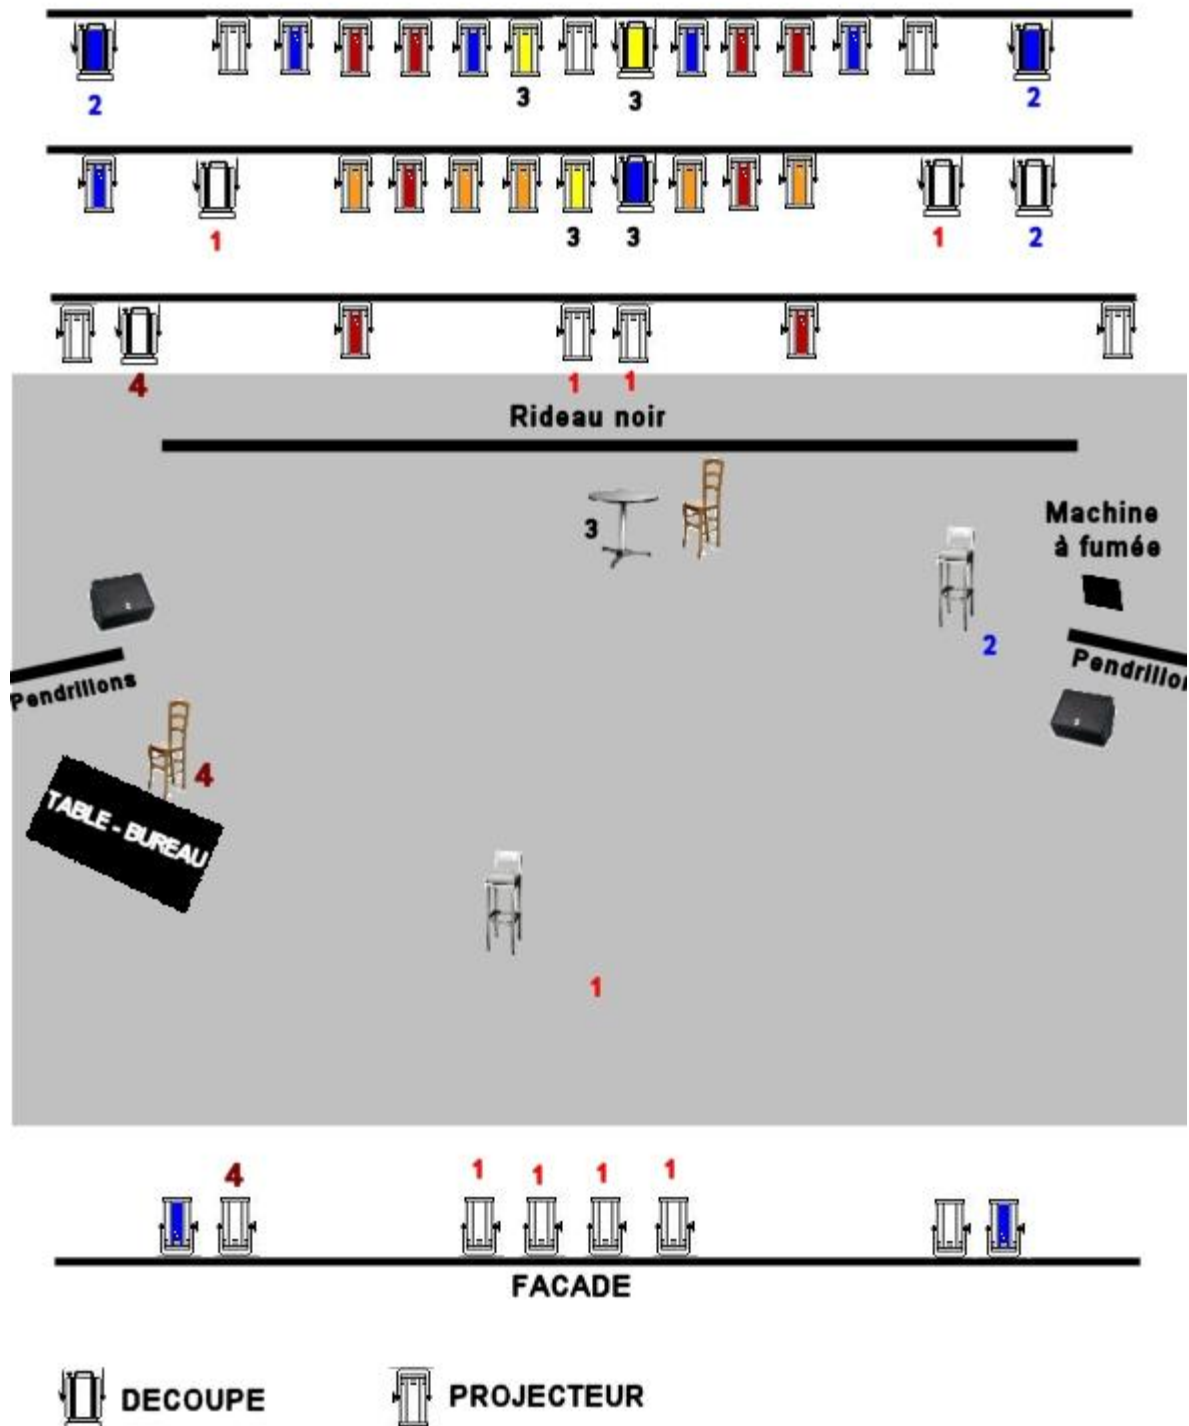 2 3 3 2
1 3 3 1 2
4 1 1
Rideau noir
3
Machine
à fumée
2
Pendrillons
Pendrillon
4
TABLE - BUREAU
1
4 1 1 1 1
FACADE
DECOUPE PROJECTEUR